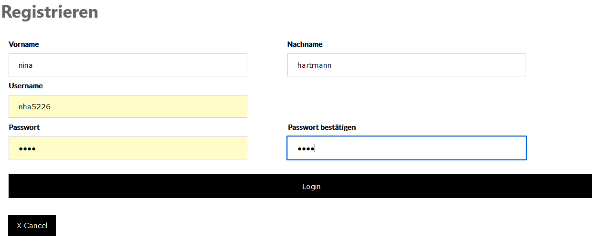 Registrieren
Vorname Nachname
nina hartmann
Username
nha5226
Passwort Passwort bestätigen
•••• ••••
Login
X Cancel